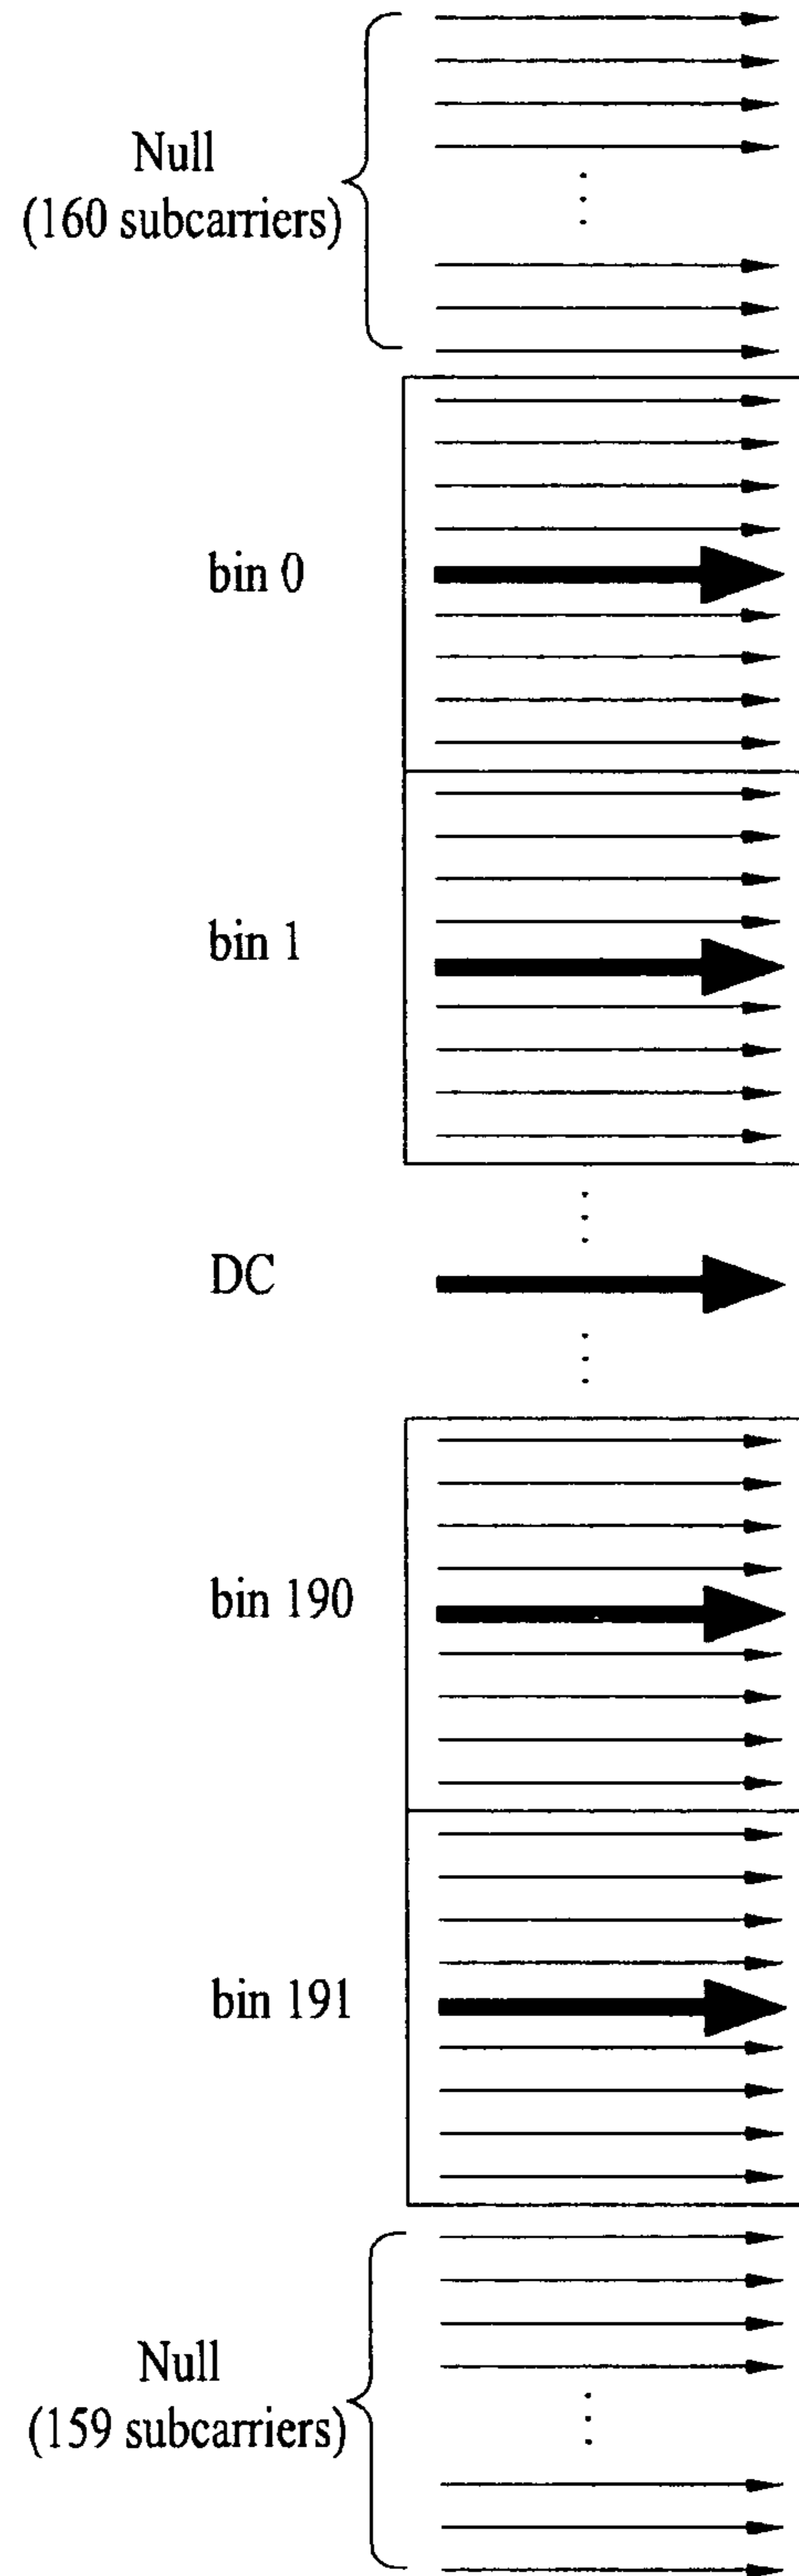 Null
(160 subcarriers)
bin 0
bin 1
DC
bin 190
bin 191
Null
(159 subcarriers)